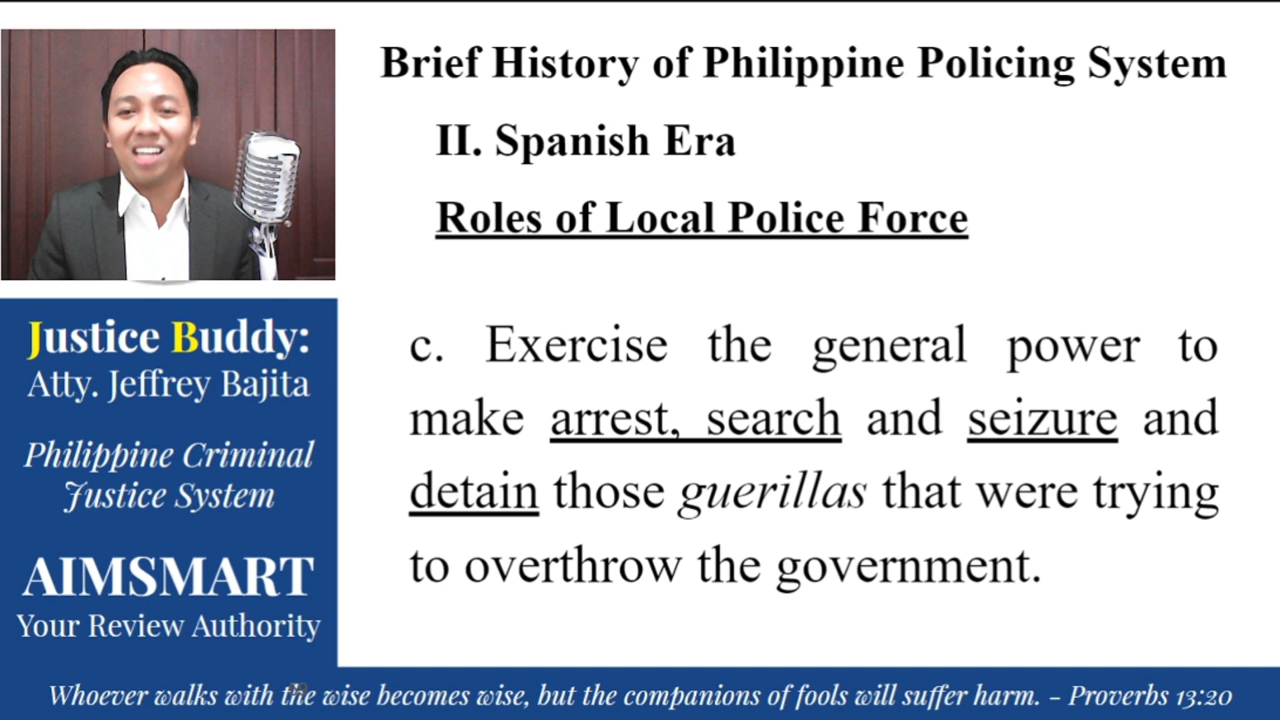 Brief History of Philippine Policing System
II. Spanish Era
Roles of Local Police Force
c. Exercise the general power to
make arrest, search and seizure and
detain those guerillas that were trying
to overthrow the government.
Justice Buddy:
Atty. Jeffrey Bajita
Philippine Criminal
Justice System
AIMSMART
Your Review Authority
Whoever walks with the wise becomes wise, but the companions of fools will suffer harm. – Proverbs 13:20